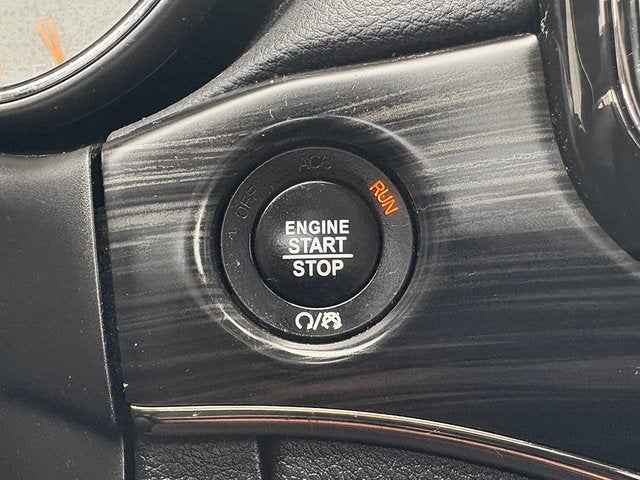 ACC
OFF
RUN
ENGINE
START
STOP